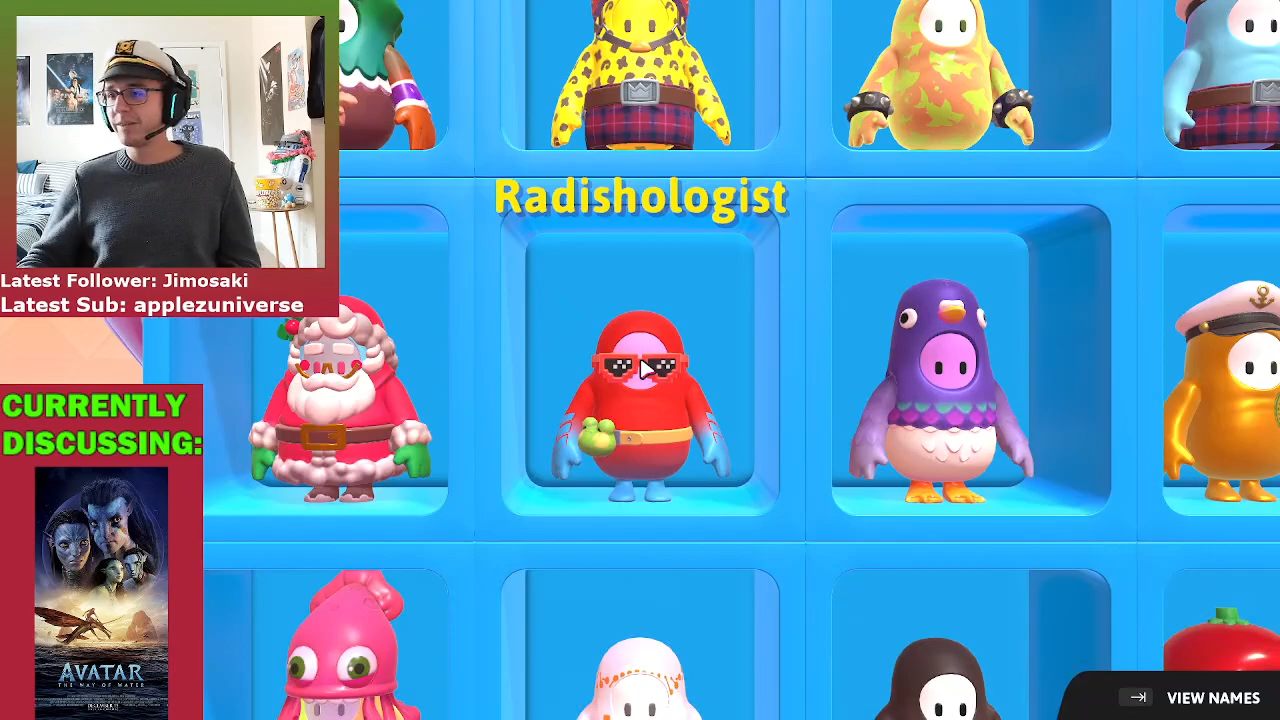 Radishologist
Latest Follower: Jimosaki
Latest Sub: applezuniverse
CURRENTLY
DISCUSSING:
AVATAR
THE WAY OF WATER
VIEW NAMES